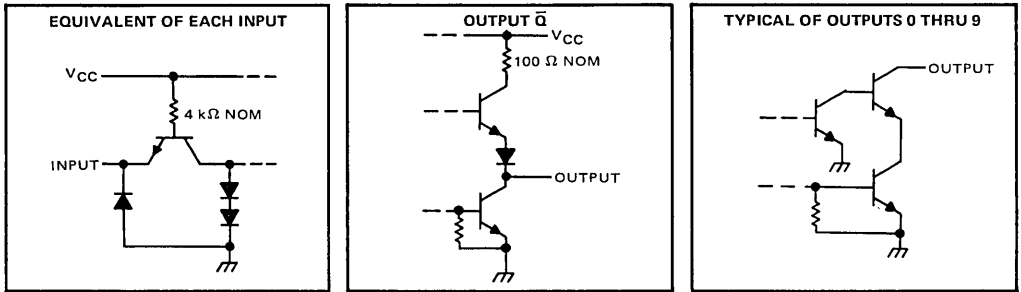 EQUIVALENT OF EACH INPUT
VCC
4 kΩ NOM
INPUT
OUTPUT Q̄
VCC
100 Ω NOM
OUTPUT
TYPICAL OF OUTPUTS 0 THRU 9
OUTPUT